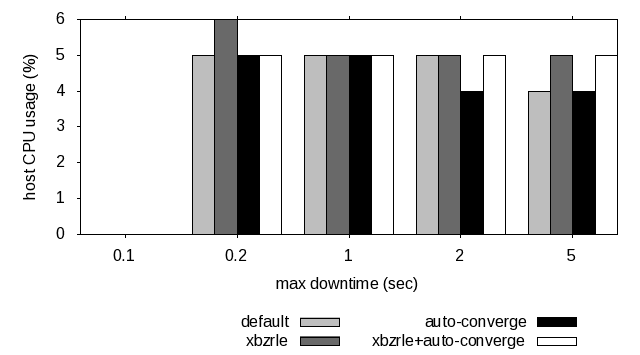 6
5
4
3
2
1
0
host CPU usage (%)
0.1 0.2 1 2 5
max downtime (sec)
default auto-converge
xbzrle xbzrle+auto-converge